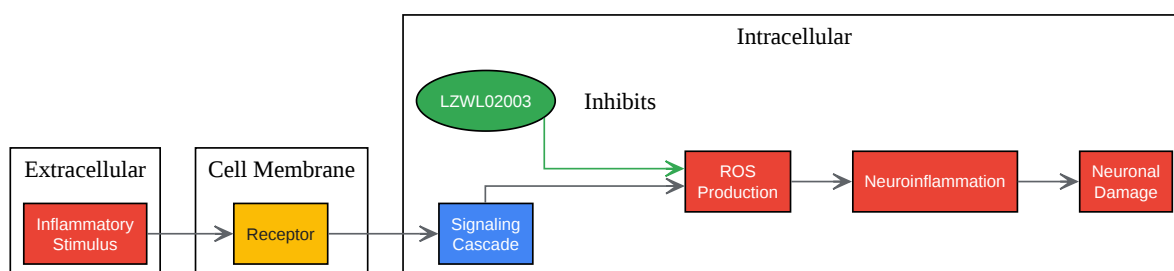 Intracellular
LZWL02003
Inhibits
Extracellular
Cell Membrane
ROS
Production
Neuroinflammation
Neuronal
Damage
Inflammatory
Stimulus
Receptor
Signaling
Cascade